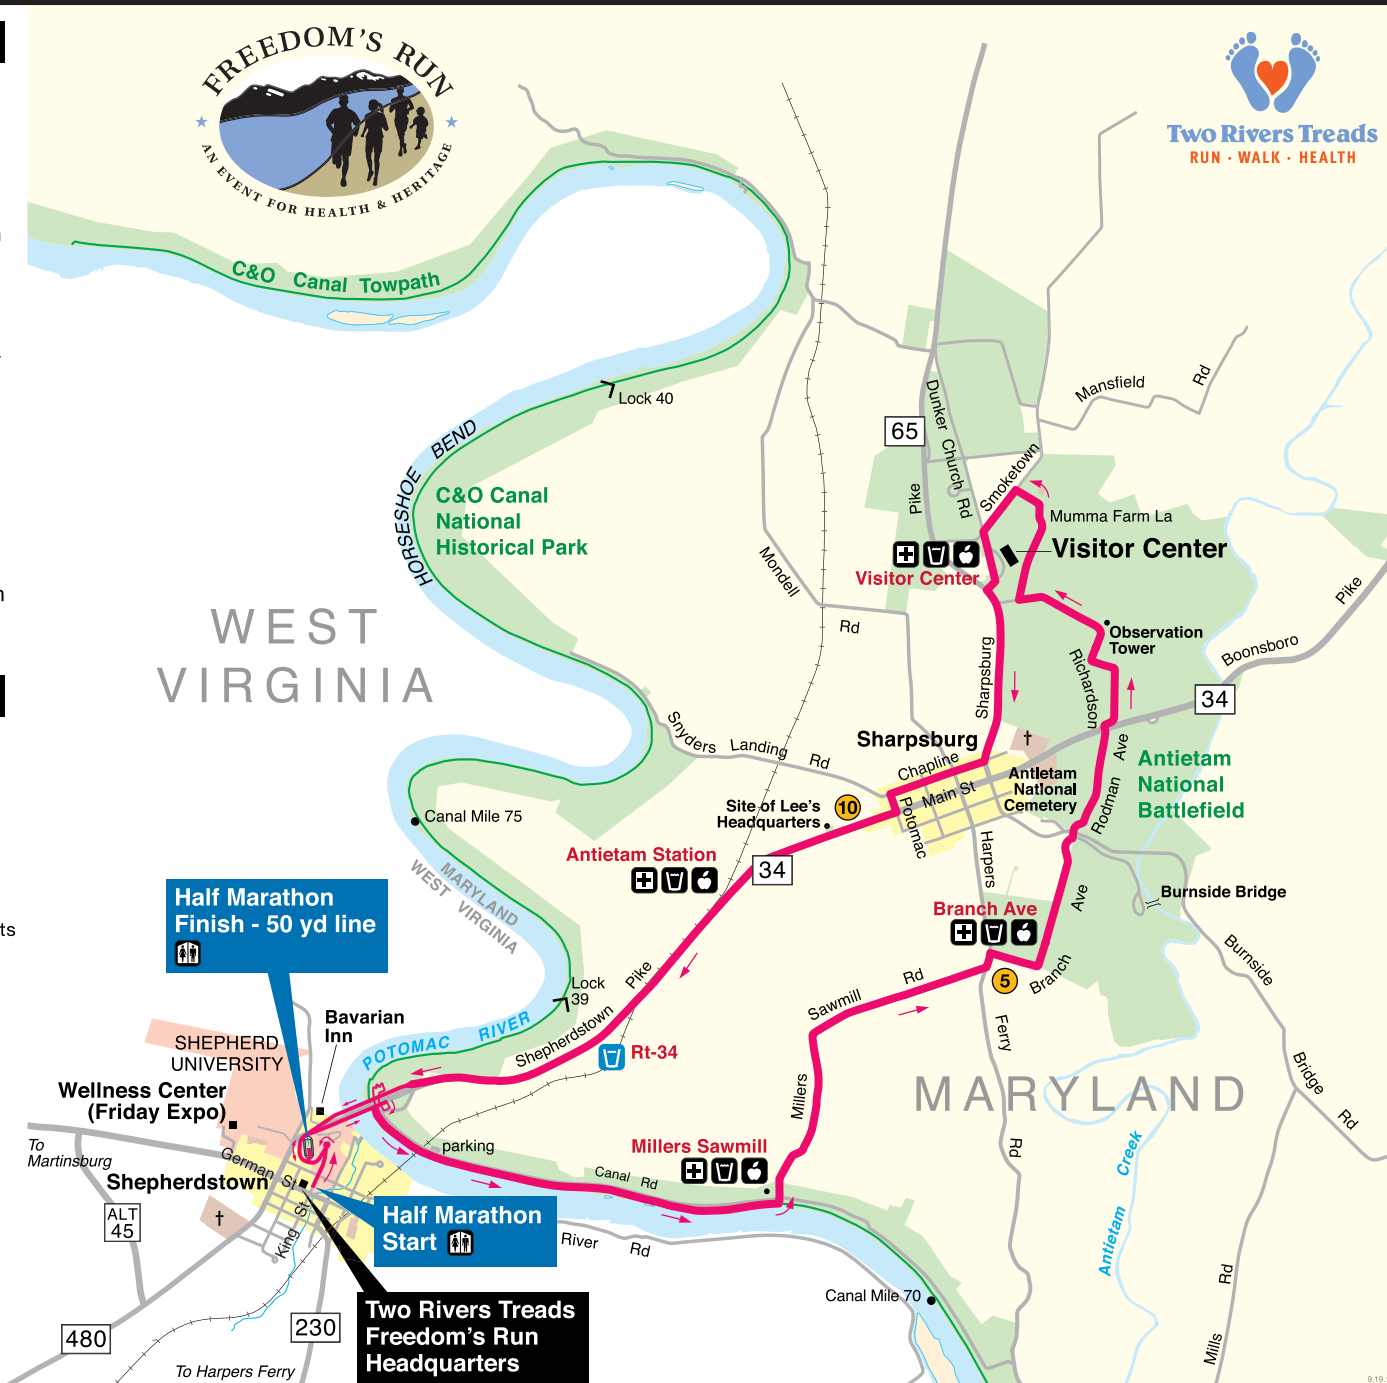 FREEDOM'S RUN
AN EVENT FOR HEALTH & HERITAGE
Two Rivers Treads
RUN · WALK · HEALTH
C&O Canal Towpath
Lock 40
HORSESHOE BEND
C&O Canal
National
Historical Park
65
Dunker Church Rd
Pike
Mansfield Rd
Smoketown
Mumma Farm La
Visitor Center
Visitor Center
Mondell
Rd
WEST
VIRGINIA
Observation
Tower
Richardson
Boonsboro
Pike
34
Sharpsburg
Snyders Landing Rd
Sharpsburg
Chapline
Main St
Potomac
Antietam
National
Cemetery
Ave
Rodman
Antietam
National
Battlefield
Site of Lee's
Headquarters
10
Canal Mile 75
Antietam Station
34
Harpers
MARYLAND
WEST VIRGINIA
Half Marathon
Finish - 50 yd line
Branch Ave
Ave
Burnside Bridge
5
Branch
Burnside
Lock
39
Pike
Shepherdstown
Sawmill Rd
Bavarian
Inn
POTOMAC RIVER
Rt-34
Ferry
SHEPHERD
UNIVERSITY
Wellness Center
(Friday Expo)
Millers
MARYLAND
Bridge
Rd
To
Martinsburg
parking
Millers Sawmill
Rd
German St
Canal Rd
Shepherdstown
ALT
45
King St
Half Marathon
Start
River Rd
Antietam Creek
Rd
Canal Mile 70
Two Rivers Treads
Freedom's Run
Headquarters
480
230
Mills
To Harpers Ferry
ts
9.19.